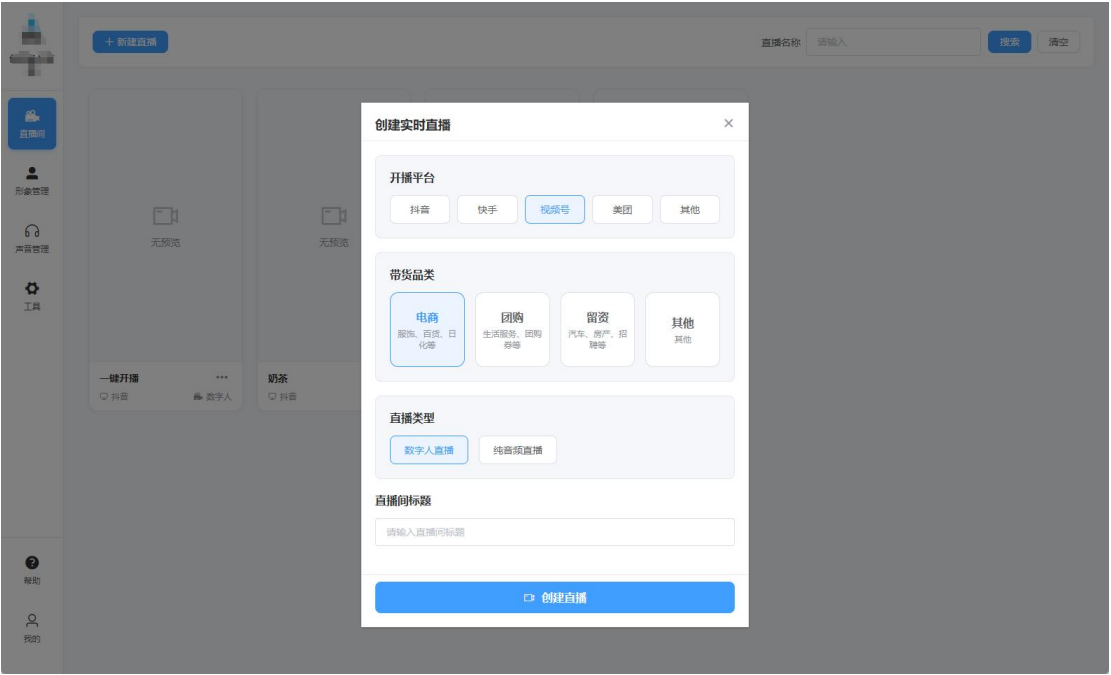 新建直播
直播名称
请输入
搜索
清空
直播间
形象管理
声音管理
工具
帮助
我的
无预览
无预览
一键开播
抖音
数字人
奶茶
抖音
创建实时直播
开播平台
抖音
快手
视频号
美团
其他
带货品类
电商
服饰、百货、日
化等
团购
生活服务、团购
券等
留资
汽车、房产、招
聘等
其他
其他
直播类型
数字人直播
纯音频直播
直播间标题
请输入直播间标题
创建直播